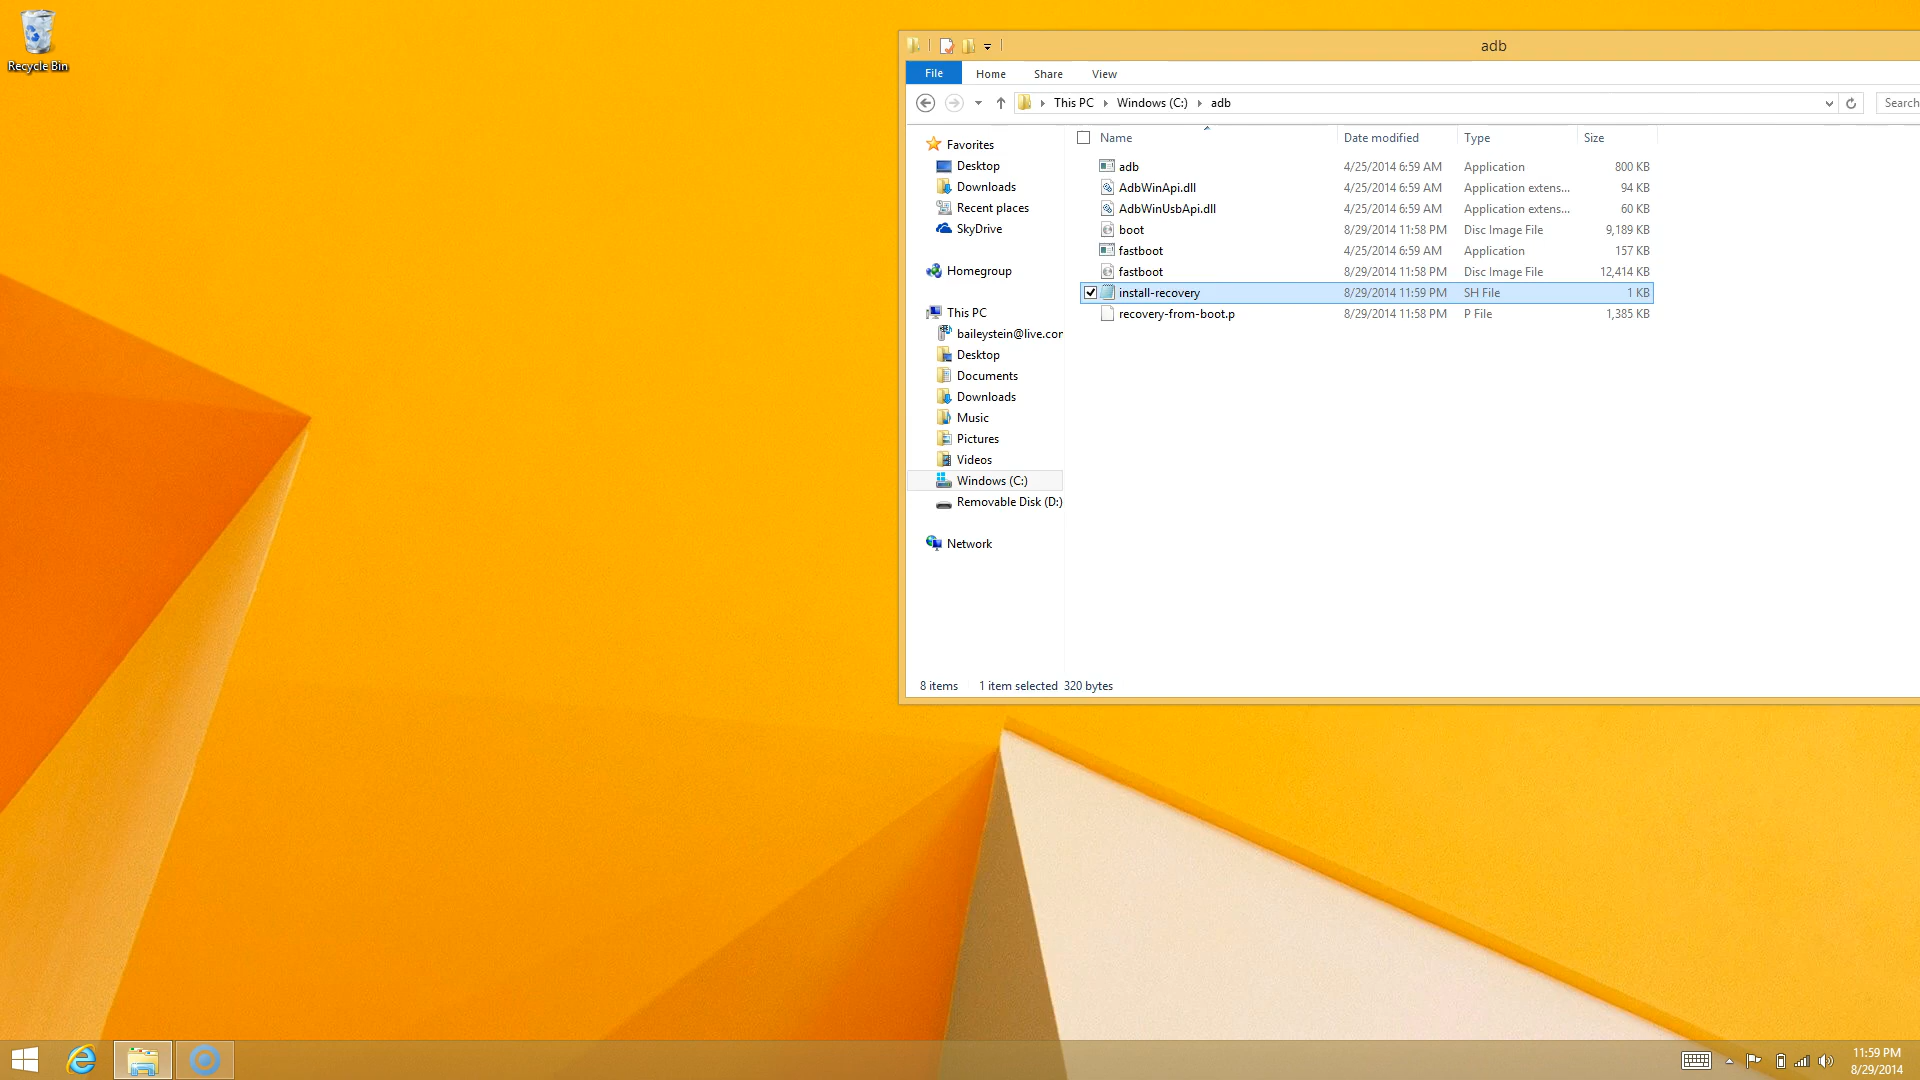 Recycle Bin
adb
File Home Share View
This PC Windows (C:) adb
Search
Name Date modified Type Size
adb 4/25/2014 6:59 AM Application 800 KB
AdbWinApi.dll 4/25/2014 6:59 AM Application extens... 94 KB
AdbWinUsbApi.dll 4/25/2014 6:59 AM Application extens... 60 KB
boot 8/29/2014 11:58 PM Disc Image File 9,189 KB
fastboot 4/25/2014 6:59 AM Application 157 KB
fastboot 8/29/2014 11:58 PM Disc Image File 12,414 KB
install-recovery 8/29/2014 11:59 PM SH File 1 KB
recovery-from-boot.p 8/29/2014 11:58 PM P File 1,385 KB
Favorites
Desktop
Downloads
Recent places
SkyDrive
Homegroup
This PC
baileystein@live.cor
Desktop
Documents
Downloads
Music
Pictures
Videos
Windows (C:)
Removable Disk (D:)
Network
8 items 1 item selected 320 bytes
11:59 PM
8/29/2014